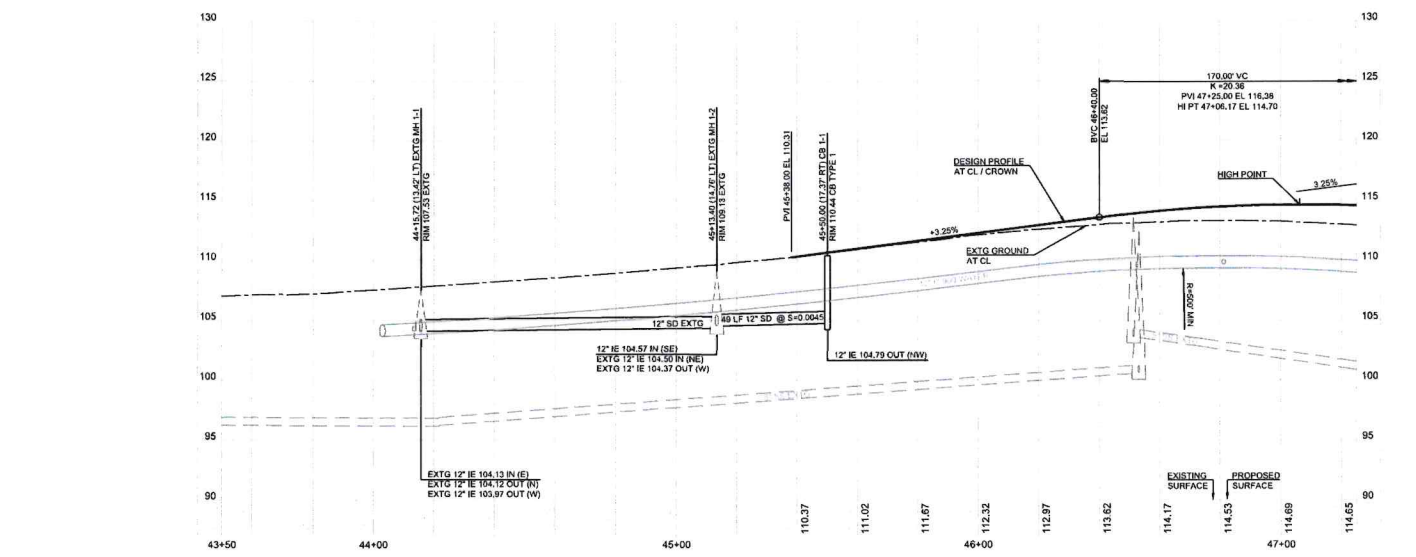 130
130
125
125
120
120
115
115
110
110
105
105
100
100
95
95
90
90
170.00' VC
K =20.36
PVI 47+25.00 EL 116.38
HI PT 47+06.17 EL 114.70
BVC 46+40.00
EL 113.62
44+15.72 (13.42' LT) EXTG MH 1-1
RIM 107.53 EXTG
45+13.40 (14.76' LT) EXTG MH 1-2
RIM 109.13 EXTG
PVI 45+38.00 EL 110.31
45+50.00 (17.37' RT) CB 1-1
RIM 110.44 CB TYPE 1
DESIGN PROFILE
AT CL / CROWN
HIGH POINT
3.25%
+3.25%
EXTG GROUND
AT CL
R=500' MIN
12" SD EXTG
49 LF 12" SD @ S=0.0045
12" IE 104.57 IN (SE)
EXTG 12" IE 104.50 IN (NE)
EXTG 12" IE 104.37 OUT (W)
12" IE 104.79 OUT (NW)
EXTG 12" IE 104.13 IN (E)
EXTG 12" IE 104.12 OUT (N)
EXTG 12" IE 103.97 OUT (W)
EXISTING
SURFACE
PROPOSED
SURFACE
110.37
111.02
111.67
112.32
112.97
113.62
114.17
114.53
114.69
114.65
43+50
44+00
45+00
46+00
47+00